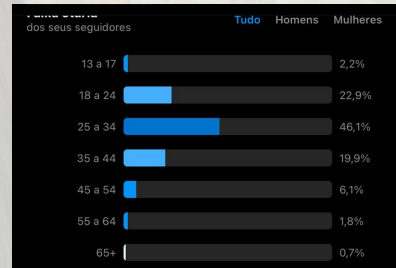 dos seus seguidores
Tudo Homens Mulheres
13 a 17 2,2%
18 a 24 22,9%
25 a 34 46,1%
35 a 44 19,9%
45 a 54 6,1%
55 a 64 1,8%
65+ 0,7%